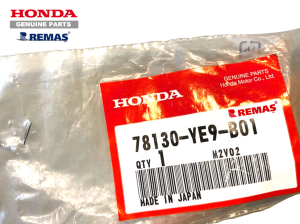 HONDA
GENUINE PARTS
REMAS
GENUINE PARTS
Honda Motor Co., Ltd.
HONDA
REMAS
78130-YE9-B01
QTY 1 M2V02
MADE IN JAPAN